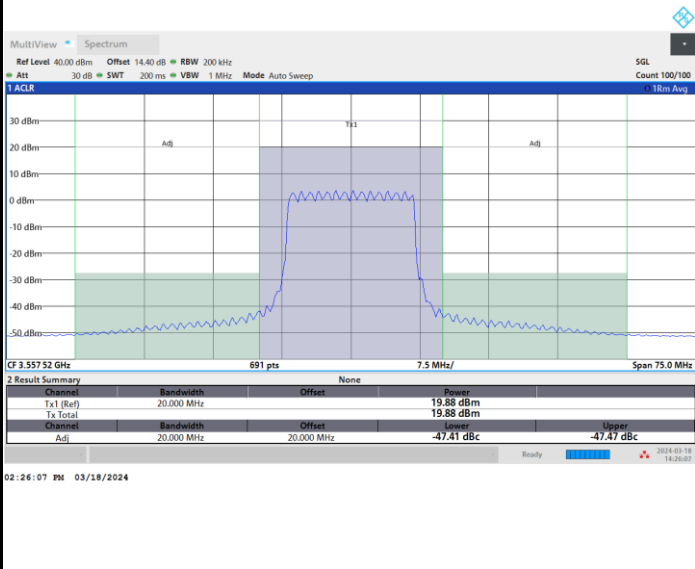 MultiView Spectrum
Ref Level 40.00 dBm Offset 14.40 dB RBW 200 kHz SGL
Att 30 dB SWT 200 ms VBW 1 MHz Mode Auto Sweep Count 100/100
1 ACLR 1Rm Avg
Tx1
30 dBm
Adj Adj
20 dBm
10 dBm
0 dBm
-10 dBm
-20 dBm
-30 dBm
-40 dBm
-50 dBm
CF 3.557 52 GHz 691 pts 7.5 MHz/ Span 75.0 MHz
2 Result Summary None
Channel Bandwidth Offset Power
Tx1 (Ref) 20.000 MHz 19.88 dBm
Tx Total 19.88 dBm
Channel Bandwidth Offset Lower Upper
Adj 20.000 MHz 20.000 MHz -47.41 dBc -47.47 dBc
Ready 2024-03-18
14:26:07
02:26:07 PM 03/18/2024